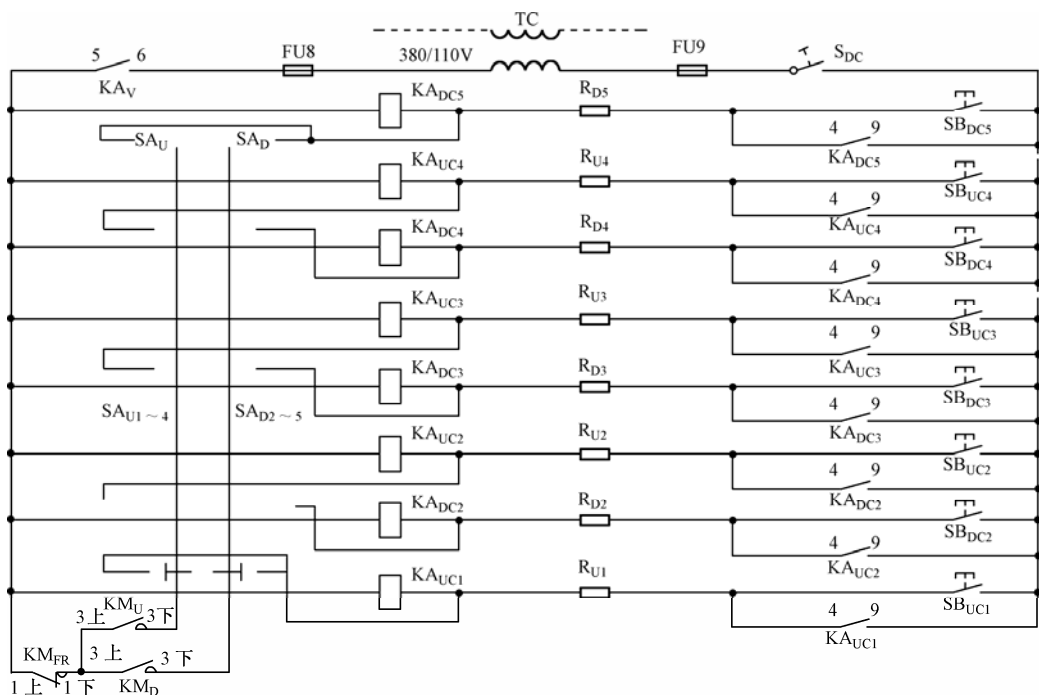 TC
5 6 FU8 380/110V FU9 S_DC
KA_V
KA_DC5 R_D5
SA_U SA_D 4 9 SB_DC5
KA_DC5
KA_UC4 R_U4
4 9 SB_UC4
KA_UC4
KA_DC4 R_D4
4 9 SB_DC4
KA_DC4
KA_UC3 R_U3
4 9 SB_UC3
KA_UC3
KA_DC3 R_D3
SA_U1~4 SA_D2~5 4 9 SB_DC3
KA_DC3
KA_UC2 R_U2
4 9 SB_UC2
KA_DC2
KA_DC2 R_D2
4 9 SB_DC2
KA_UC2
KA_UC1 R_U1
KM_U 4 9 SB_UC1
3上 3下
KA_UC1
KM_FR 3上 3下
1上 1下 KM_D